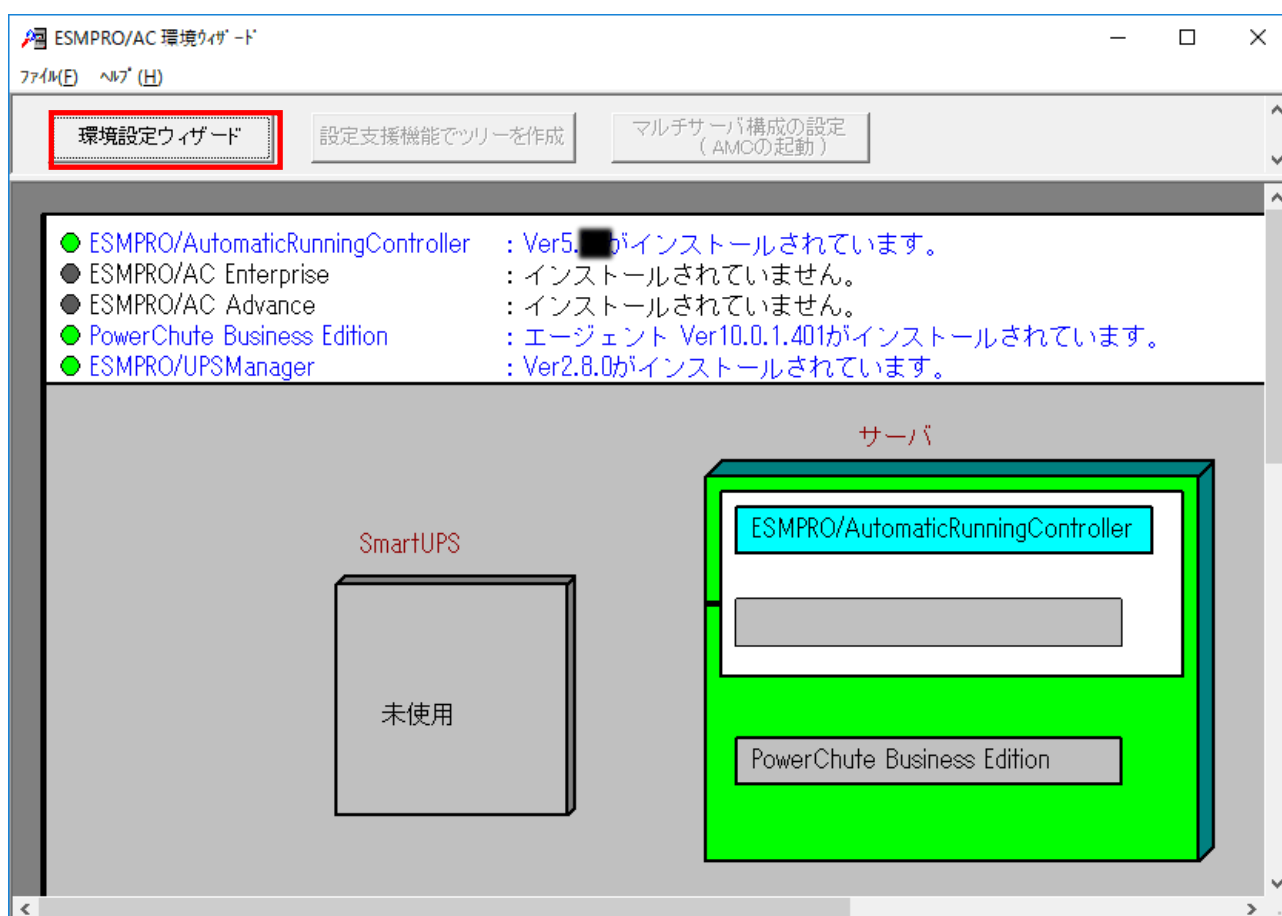 ESMPRO/AC 環境ｳｨｻﾞｰﾄﾞ
ﾌｧｲﾙ(F) ﾍﾙﾌﾟ(H)
環境設定ウィザード
設定支援機能でツリーを作成
マルチサーバ構成の設定
(AMCの起動)
ESMPRO/AutomaticRunningController : Ver5.がインストールされています。
ESMPRO/AC Enterprise : インストールされていません。
ESMPRO/AC Advance : インストールされていません。
PowerChute Business Edition : エージェント Ver10.0.1.401がインストールされています。
ESMPRO/UPSManager : Ver2.8.0がインストールされています。
サーバ
ESMPRO/AutomaticRunningController
SmartUPS
未使用
PowerChute Business Edition